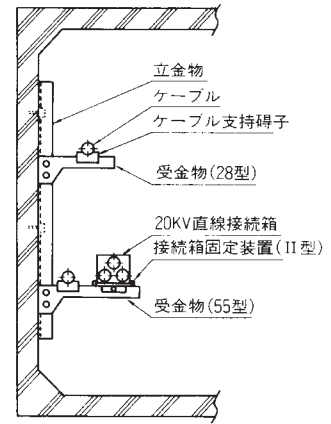 立金物
ケーブル
ケーブル支持碍子
受金物(28型)
20KV直線接続箱
接続箱固定装置(II型)
受金物(55型)